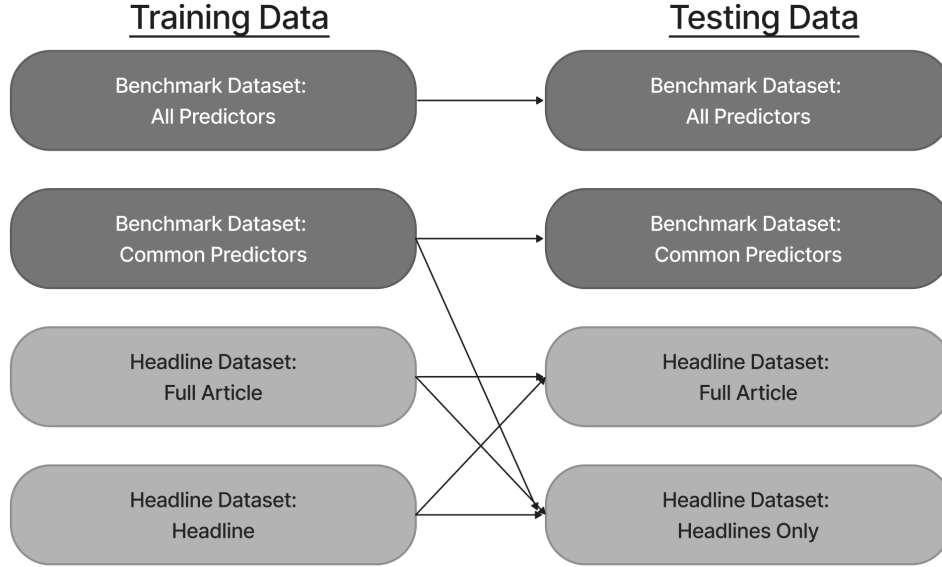 Training Data
Testing Data
Benchmark Dataset:
All Predictors
Benchmark Dataset:
All Predictors
Benchmark Dataset:
Common Predictors
Benchmark Dataset:
Common Predictors
Headline Dataset:
Full Article
Headline Dataset:
Full Article
Headline Dataset:
Headline
Headline Dataset:
Headlines Only